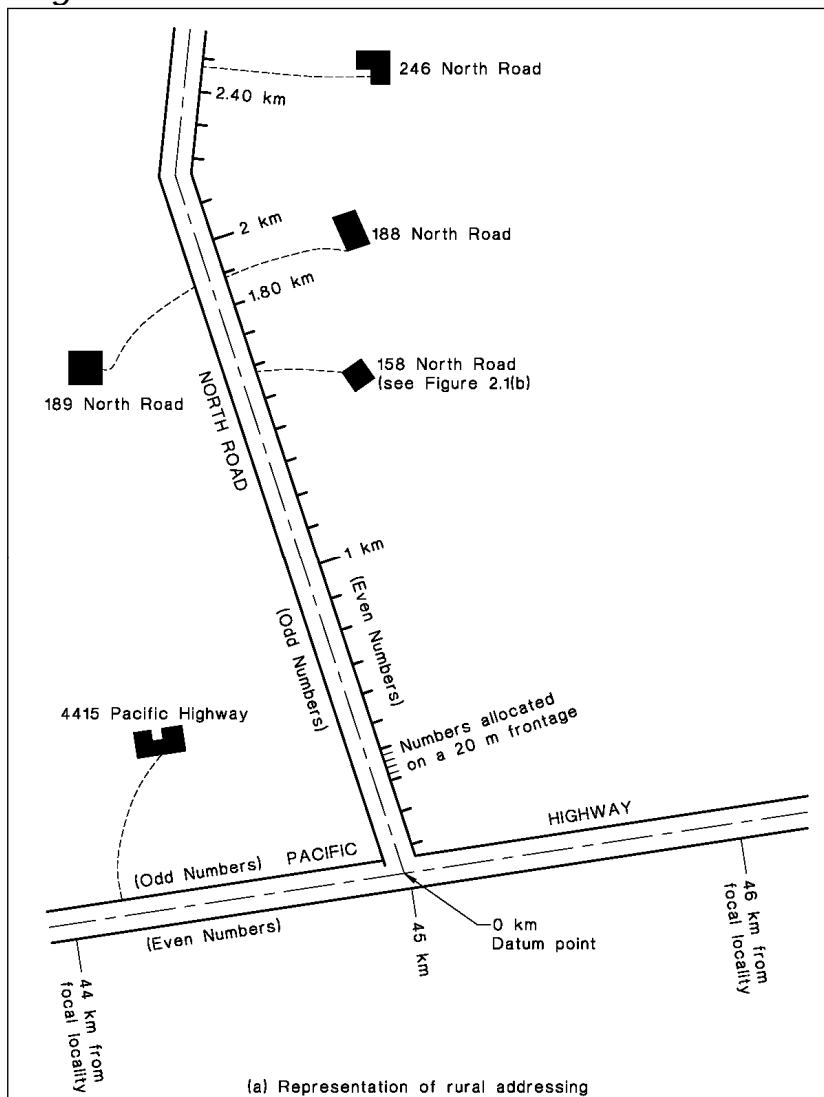 246 North Road
2.40 km
2 km
188 North Road
1.80 km
158 North Road
(see Figure 2.1(b)
189 North Road
NORTH ROAD
1 km
(Even Numbers)
(Odd Numbers)
4415 Pacific Highway
Numbers allocated
on a 20 m frontage
HIGHWAY
PACIFIC
(Odd Numbers)
(Even Numbers)
0 km
Datum point
45 km
46 km from
focal locality
44 km from
focal locality
(a) Representation of rural addressing